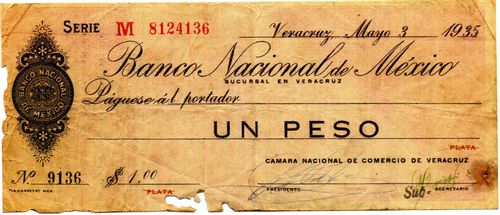 SERIE M 8124136 Veracruz, Mayo 3 1935
Banco Nacional de México
SUCURSAL EN VERACRUZ
BANCO NACIONAL DE MEXICO
Páguese ál portador
UN PESO
PLATA
CAMARA NACIONAL DE COMERCIO DE VERACRUZ
No 9136 $ 1.00
PLATA
PRESIDENTE Sub- SECRETARIO